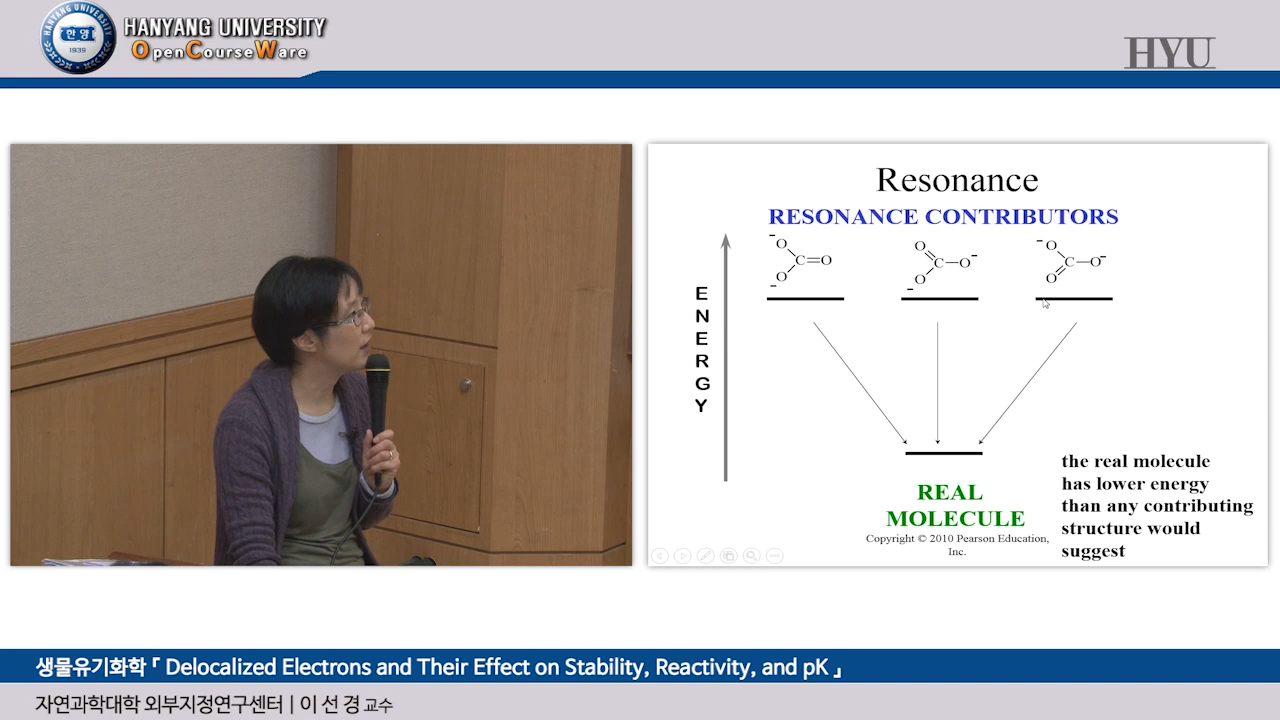 HANYANG UNIVERSITY
OpenCourseWare
HANYANG UNIVERSITY
한양
1939
HYU
Resonance
RESONANCE CONTRIBUTORS
E
N
E
R
G
Y
-O
O-
C=O
O
O-
C-O-
-O
O
C-O-
REAL
MOLECULE
Copyright © 2010 Pearson Education,
Inc.
the real molecule
has lower energy
than any contributing
structure would
suggest
생물유기화학 「 Delocalized Electrons and Their Effect on Stability, Reactivity, and pK 」
자연과학대학 외부지정연구센터 | 이 선 경 교수